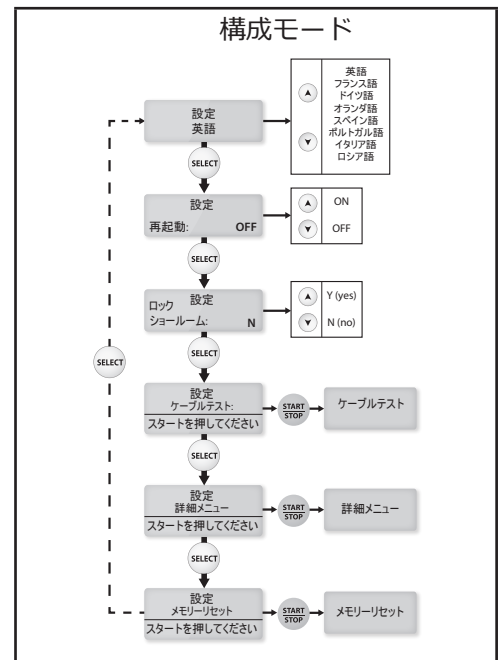 構成モード
設定
英語
英語
フランス語
ドイツ語
オランダ語
スペイン語
ポルトガル語
イタリア語
ロシア語
SELECT
設定
再起動: OFF
ON
OFF
SELECT
設定
ロック
ショールーム: N
Y (yes)
N (no)
SELECT
SELECT
設定
ケーブルテスト:
スタートを押してください
START
STOP
ケーブルテスト
SELECT
設定
詳細メニュー
スタートを押してください
START
STOP
詳細メニュー
SELECT
設定
メモリーリセット
スタートを押してください
START
STOP
メモリーリセット